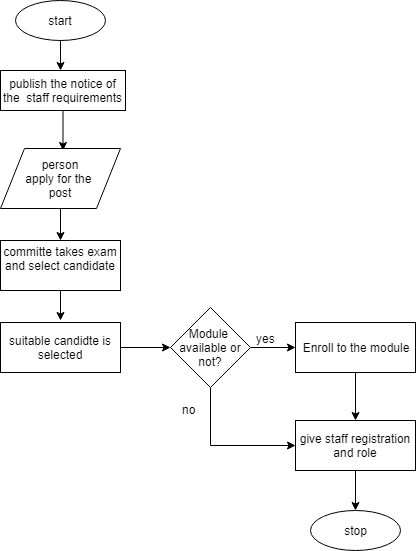 start
publish the notice of
the staff requirements
person
apply for the
post
committe takes exam
and select candidate
suitable candidte is
selected
Module
available or
not?
yes
Enroll to the module
no
give staff registration
and role
stop